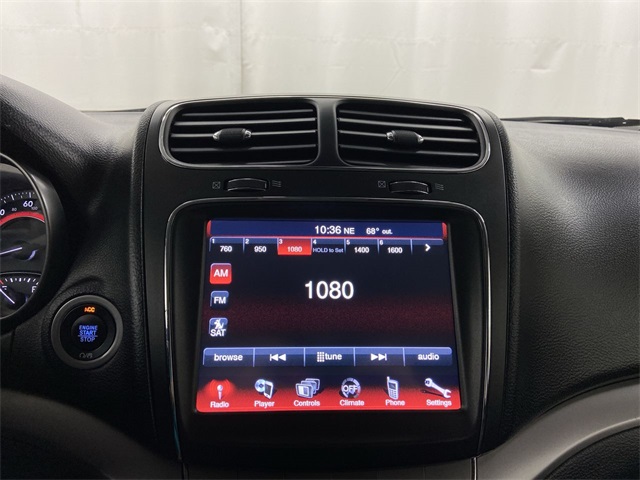 10:36 NE 68° out.
1 2 3 4 5 6
760 950 1080 HOLD to Set 1400 1600
AM
1080
FM
SAT
browse tune audio
OFF
Radio Player Controls Climate Phone Settings
60
F
ACC
ENGINE
START
STOP